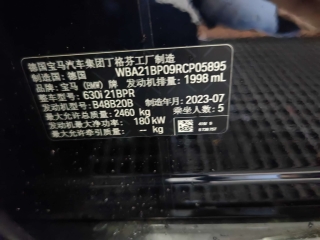 德国宝马汽车集团丁格芬工厂制造
制造国：德国 WBA21BP09RCP05895
品牌：宝马 (BMW) 发动机排量：1998 mL
整车型号：630i 21BPR
发动机型号：B48B20B 制造年月：2023-07
最大允许总质量：2460 kg 乘坐人数：5
发动机最大净功率：180 kW
最大允许牵引质量：-- kg